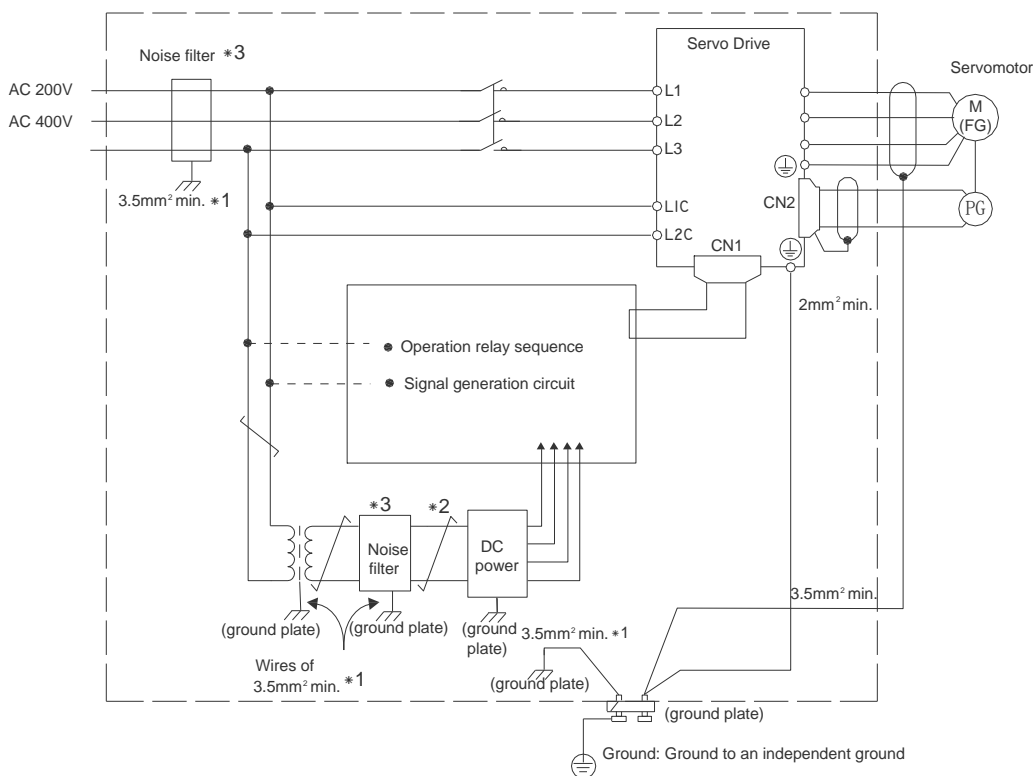 Noise filter *3
Servo Drive
Servomotor
AC 200V
AC 400V
L1
L2
L3
M
(FG)
3.5mm² min. *1
L1C
L2C
CN2
PG
CN1
2mm² min.
Operation relay sequence
Signal generation circuit
*3
*2
Noise
filter
DC
power
3.5mm² min.
(ground plate)
(ground plate)
(ground
plate)
3.5mm² min. *1
Wires of
3.5mm² min. *1
(ground plate)
(ground plate)
Ground: Ground to an independent ground